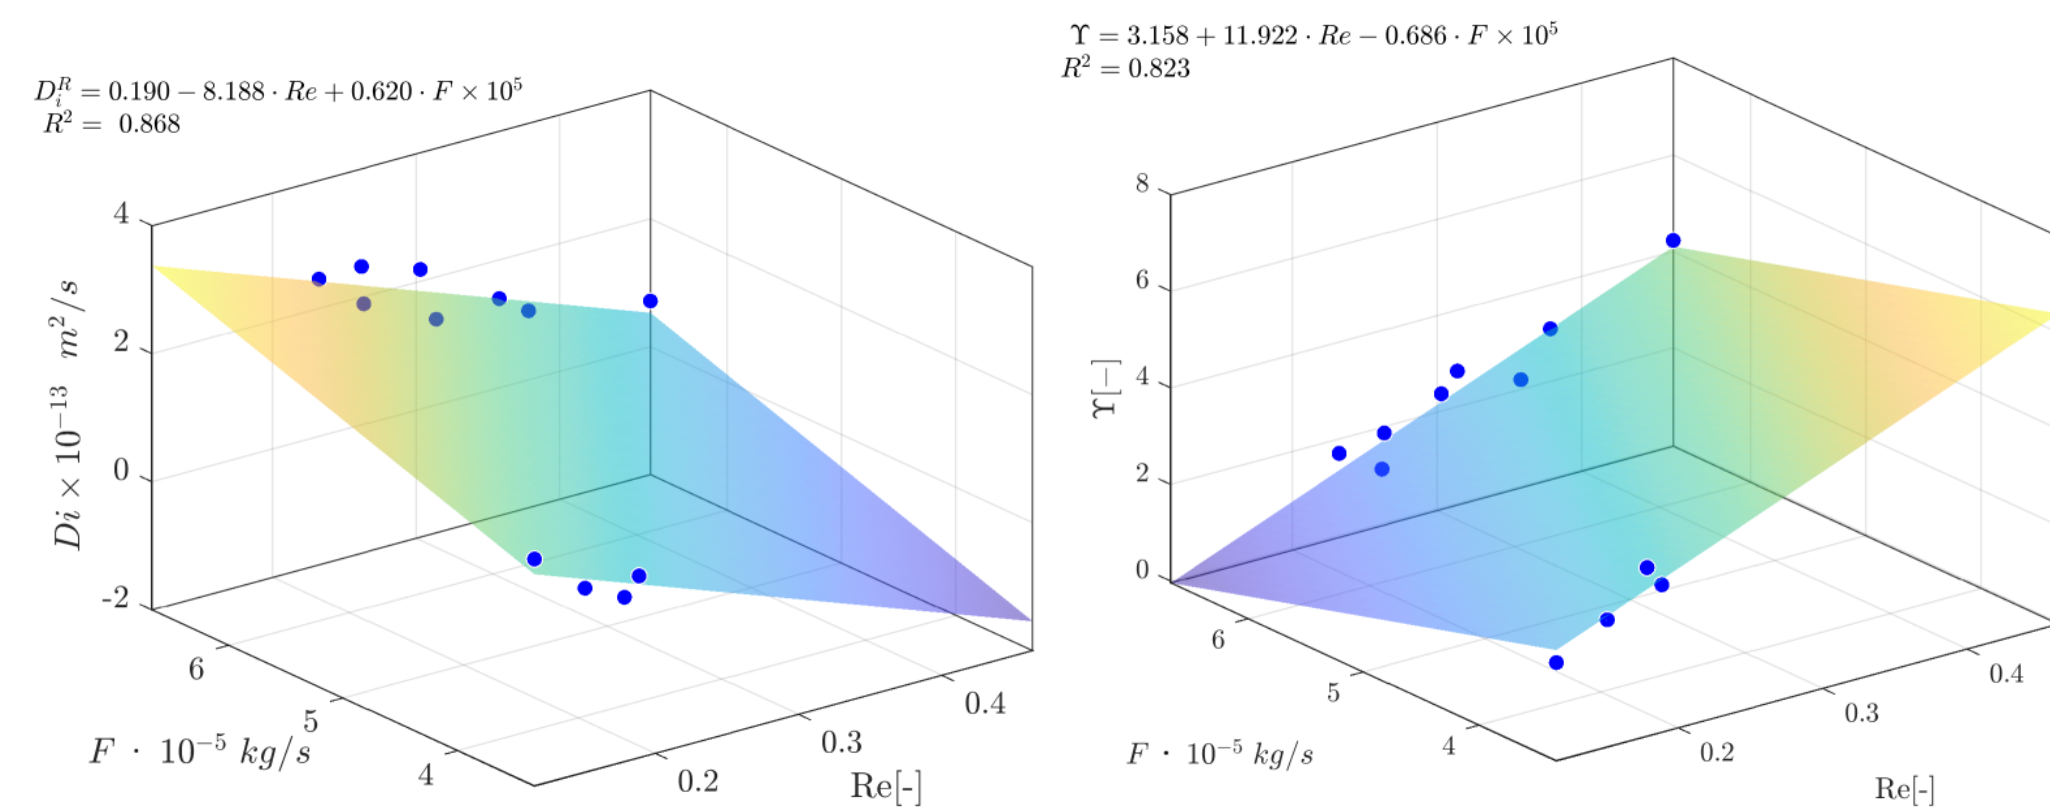 D_i^R = 0.190 − 8.188 · Re + 0.620 · F × 10^5
R^2 = 0.868
4
2
0
-2
Di × 10^−13 m^2/s
6
5
4
F · 10^−5 kg/s
0.2
0.3
0.4
Re[-]
ϒ = 3.158 + 11.922 · Re − 0.686 · F × 10^5
R^2 = 0.823
8
6
4
2
0
ϒ[−]
6
5
4
F · 10^−5 kg/s
0.2
0.3
0.4
Re[-]